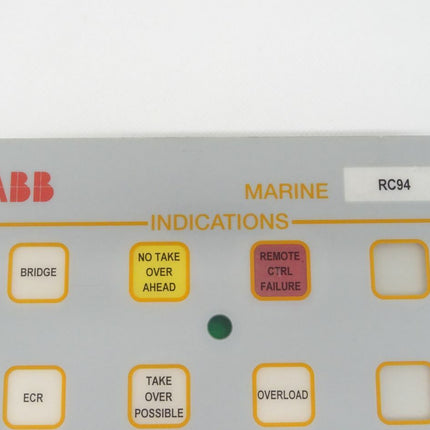 ABB
MARINE
RC94
INDICATIONS
BRIDGE
NO TAKE
OVER
AHEAD
REMOTE
CTRL
FAILURE
ECR
TAKE
OVER
POSSIBLE
OVERLOAD